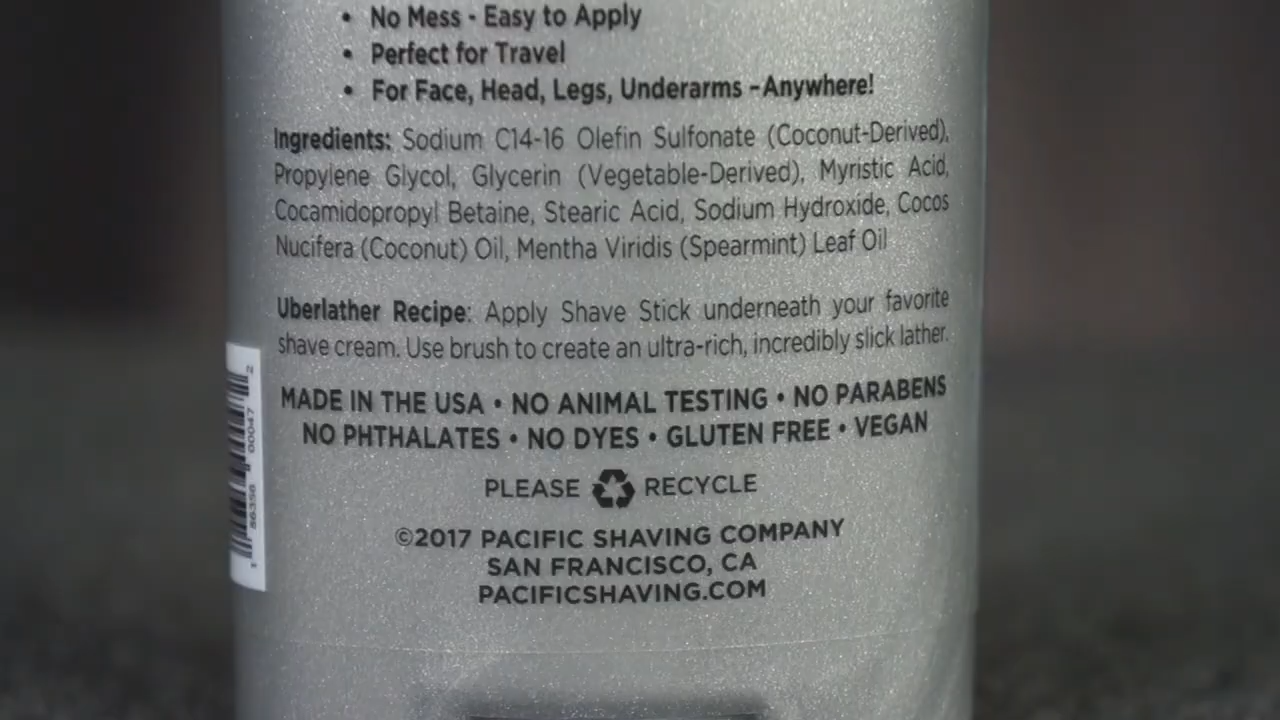 • No Mess - Easy to Apply
• Perfect for Travel
• For Face, Head, Legs, Underarms – Anywhere!
Ingredients: Sodium C14-16 Olefin Sulfonate (Coconut-Derived),
Propylene Glycol, Glycerin (Vegetable-Derived), Myristic Acid,
Cocamidopropyl Betaine, Stearic Acid, Sodium Hydroxide, Cocos
Nucifera (Coconut) Oil, Mentha Viridis (Spearmint) Leaf Oil
Uberlather Recipe: Apply Shave Stick underneath your favorite
shave cream. Use brush to create an ultra-rich, incredibly slick lather.
MADE IN THE USA • NO ANIMAL TESTING • NO PARABENS
NO PHTHALATES • NO DYES • GLUTEN FREE • VEGAN
PLEASE RECYCLE
©2017 PACIFIC SHAVING COMPANY
SAN FRANCISCO, CA
PACIFICSHAVING.COM